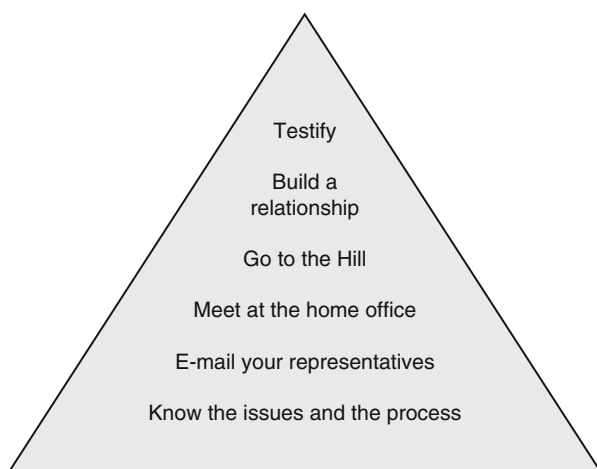 Testify
Build a
relationship
Go to the Hill
Meet at the home office
E-mail your representatives
Know the issues and the process